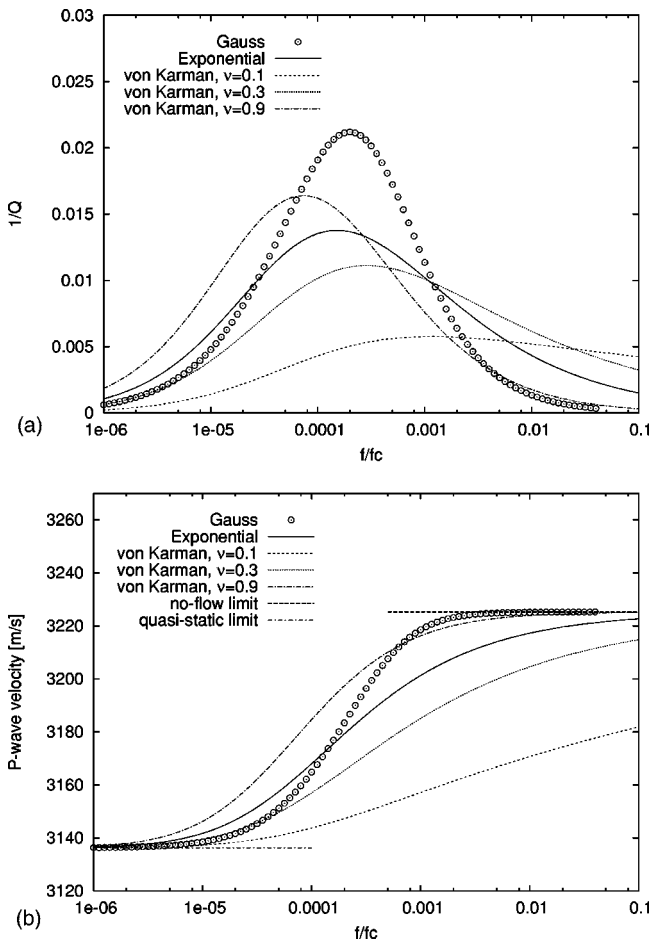 0.03
0.025
0.02
0.015
0.01
0.005
0
1/Q
Gauss
Exponential
von Karman, ν=0.1
von Karman, ν=0.3
von Karman, ν=0.9
1e-06
1e-05
0.0001
0.001
0.01
0.1
f/fc
(a)
3260
3240
3220
3200
3180
3160
3140
3120
P-wave velocity [m/s]
Gauss
Exponential
von Karman, ν=0.1
von Karman, ν=0.3
von Karman, ν=0.9
no-flow limit
quasi-static limit
1e-06
1e-05
0.0001
0.001
0.01
0.1
f/fc
(b)